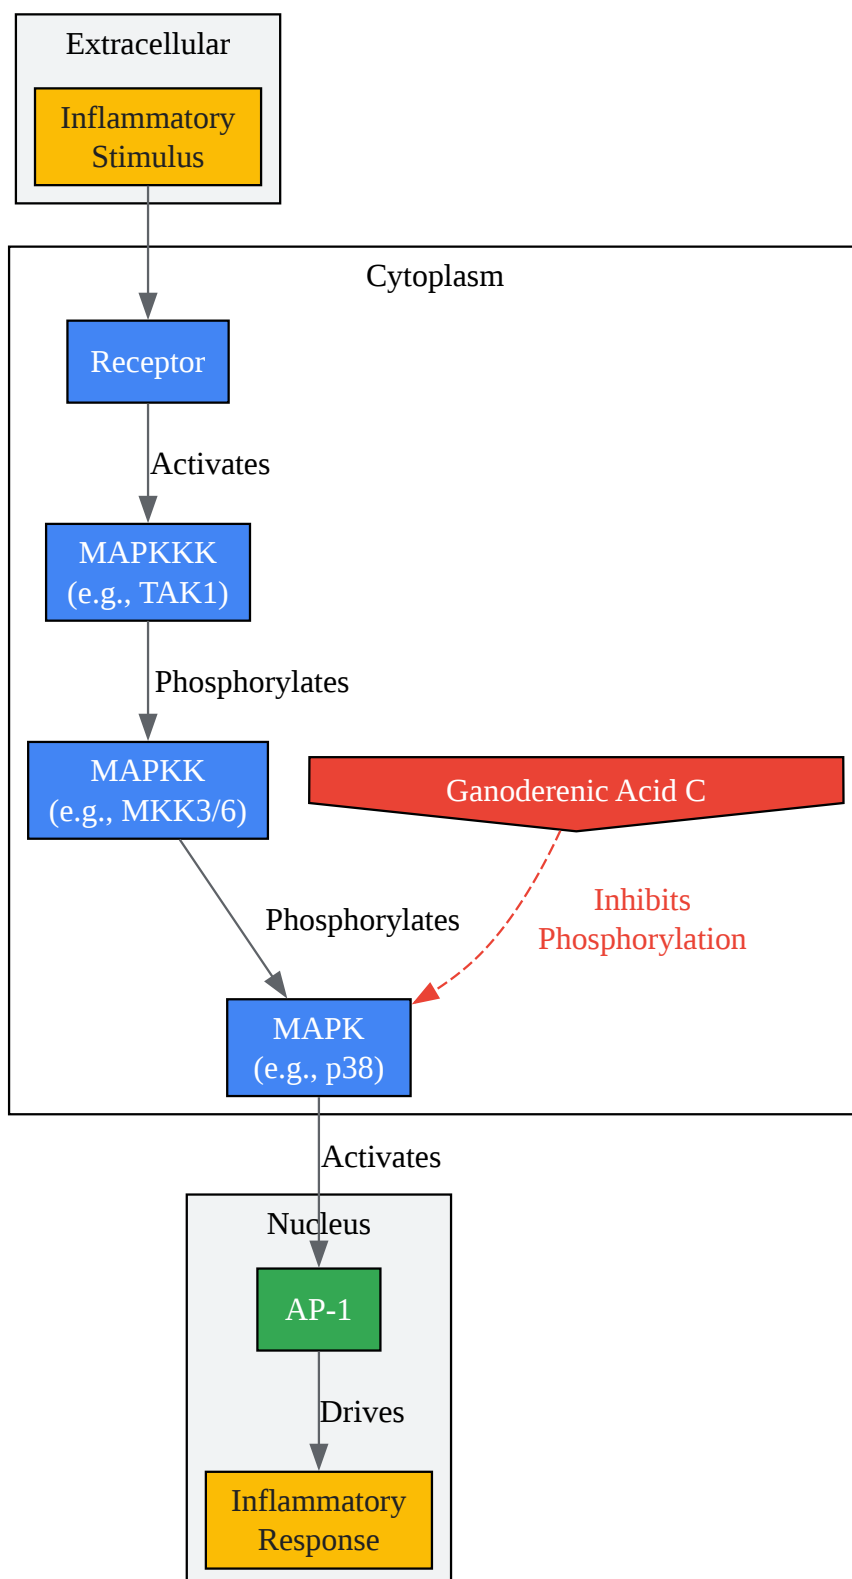 Extracellular
Inflammatory
Stimulus
Cytoplasm
Receptor
Activates
MAPKKK
(e.g., TAK1)
Phosphorylates
MAPKK
(e.g., MKK3/6)
Ganoderenic Acid C
Phosphorylates
Inhibits
Phosphorylation
MAPK
(e.g., p38)
Activates
Nucleus
AP-1
Drives
Inflammatory
Response